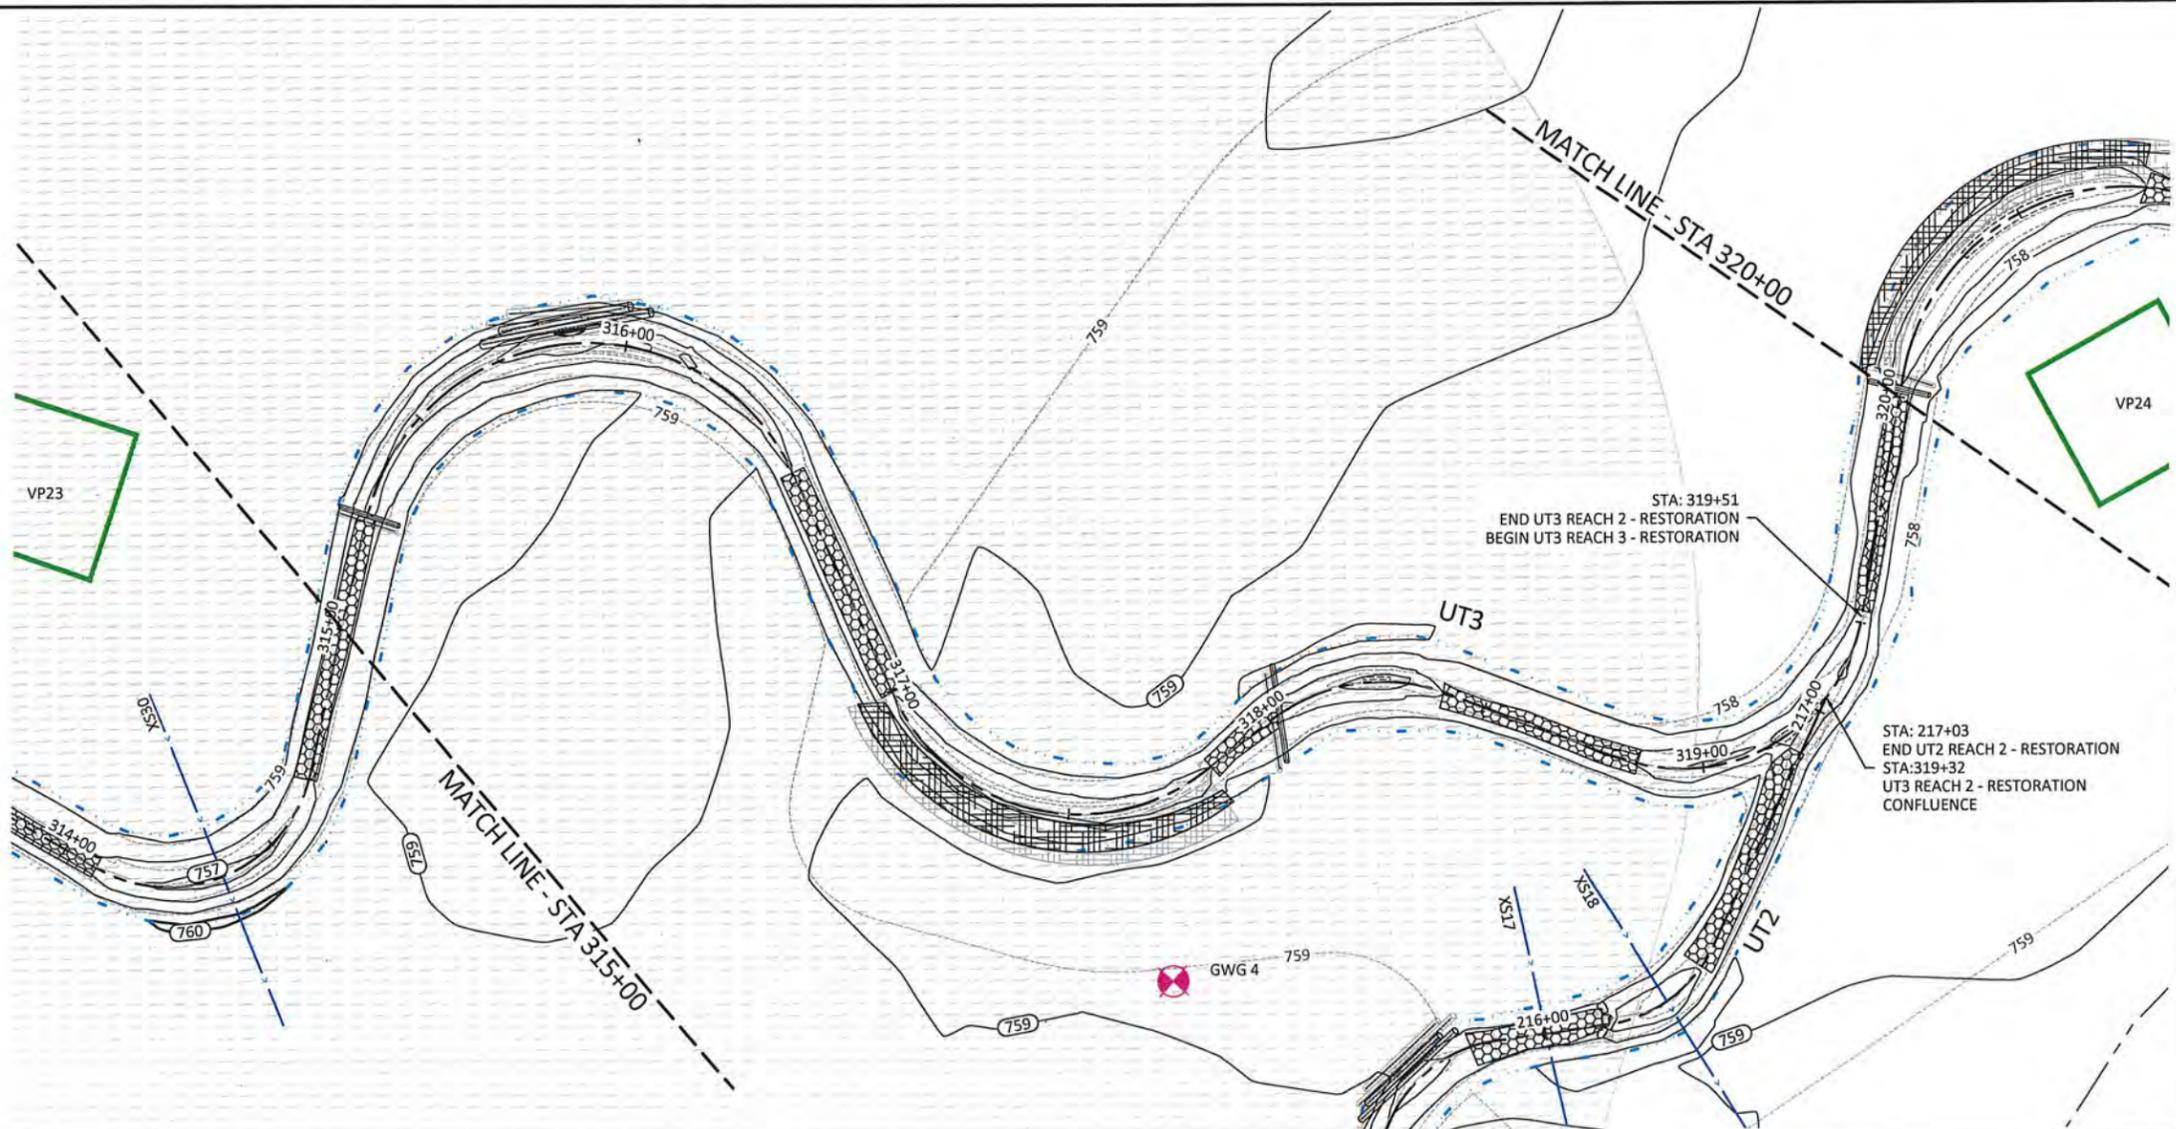 MATCH LINE - STA 320+00
758
316+00
759
759
320+00
VP24
VP23
STA: 319+51
END UT3 REACH 2 - RESTORATION
BEGIN UT3 REACH 3 - RESTORATION
758
315+00
UT3
317+00
759
318+00
XS30
758
217+00
759
319+00
STA: 217+03
END UT2 REACH 2 - RESTORATION
STA:319+32
UT3 REACH 2 - RESTORATION
CONFLUENCE
314+00
757
759
MATCH LINE - STA 315+00
760
XS17
XS18
UT2
759
759
GWG 4
759
216+00
759